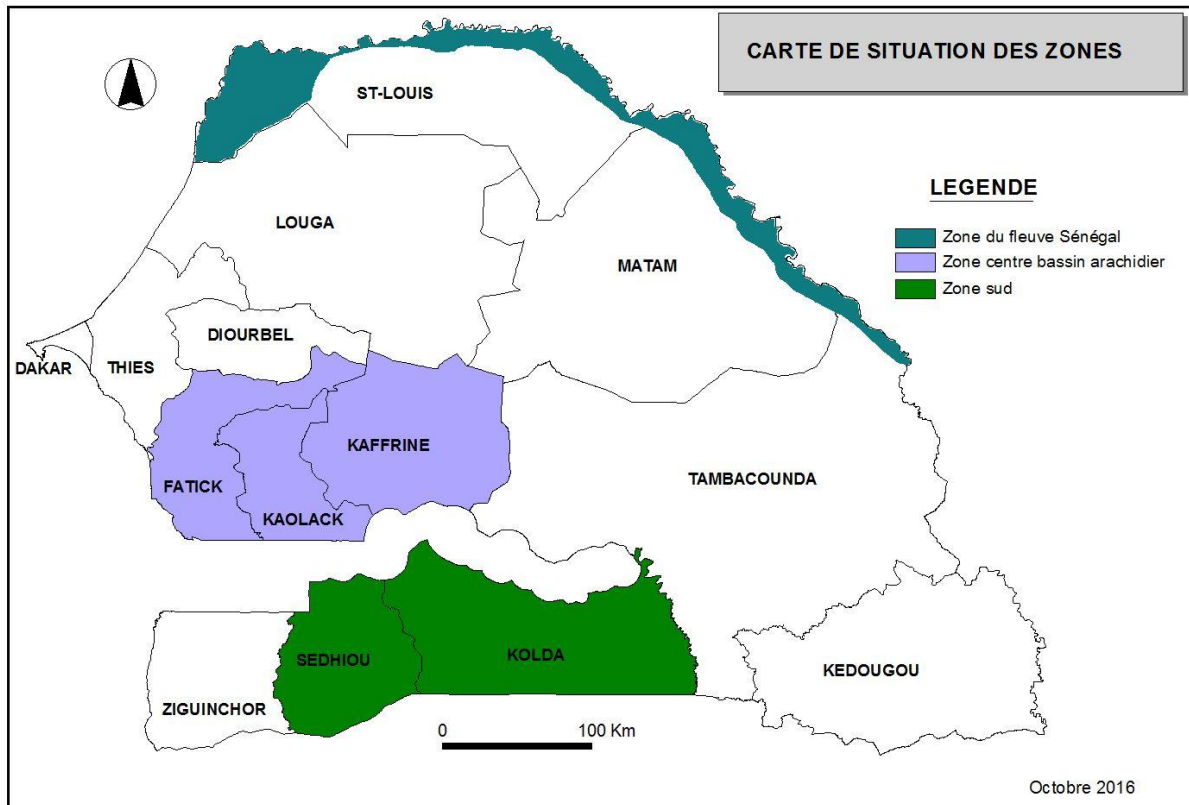 CARTE DE SITUATION DES ZONES
ST-LOUIS
LEGENDE
Zone du fleuve Sénégal
Zone centre bassin arachidier
Zone sud
LOUGA
MATAM
DIOURBEL
DAKAR
THIES
KAFFRINE
FATICK
KAOLACK
TAMBACOUNDA
SEDHIOU
KOLDA
KEDOUGOU
ZIGUINCHOR
0 100 Km
Octobre 2016